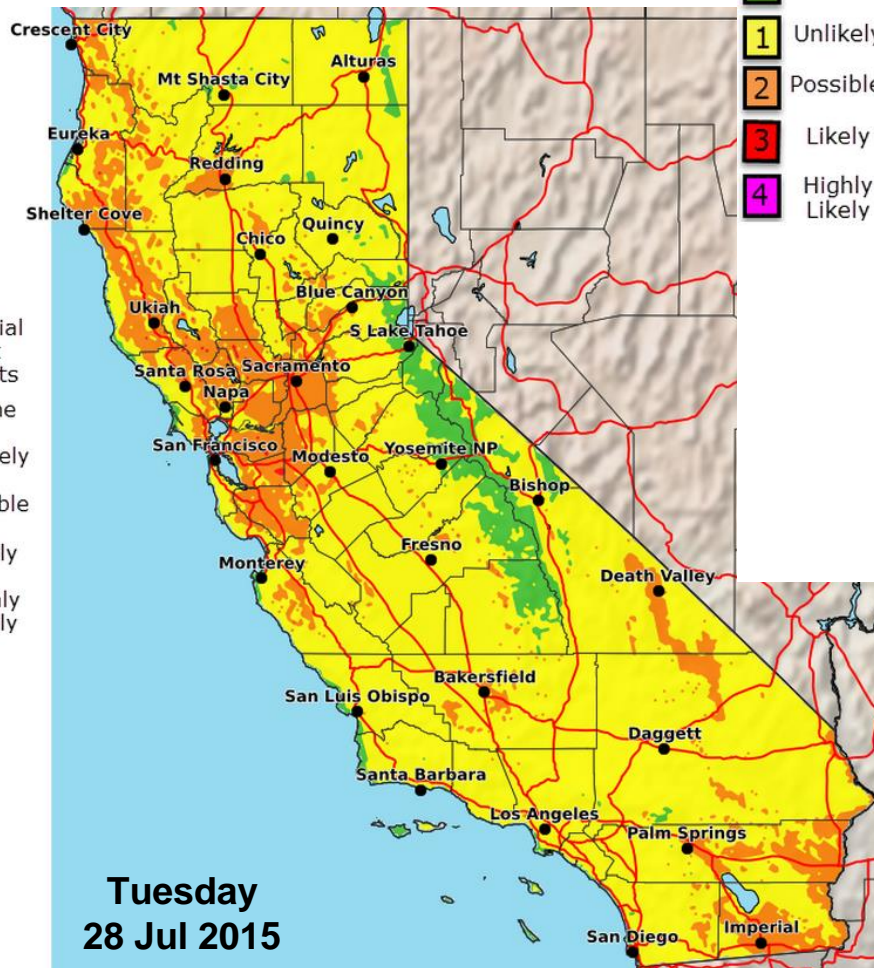 Crescent City
Mt Shasta City
Alturas
Eureka
Redding
Shelter Cove
Quincy
Chico
Blue Canyon
Ukiah
S Lake Tahoe
Santa Rosa
Sacramento
Napa
San Francisco
Modesto
Yosemite NP
Bishop
Fresno
Monterey
Death Valley
Bakersfield
San Luis Obispo
Daggett
Santa Barbara
Los Angeles
Palm Springs
Imperial
San Diego
Tuesday
28 Jul 2015
1 Unlikely
2 Possible
3 Likely
4 Highly
Likely